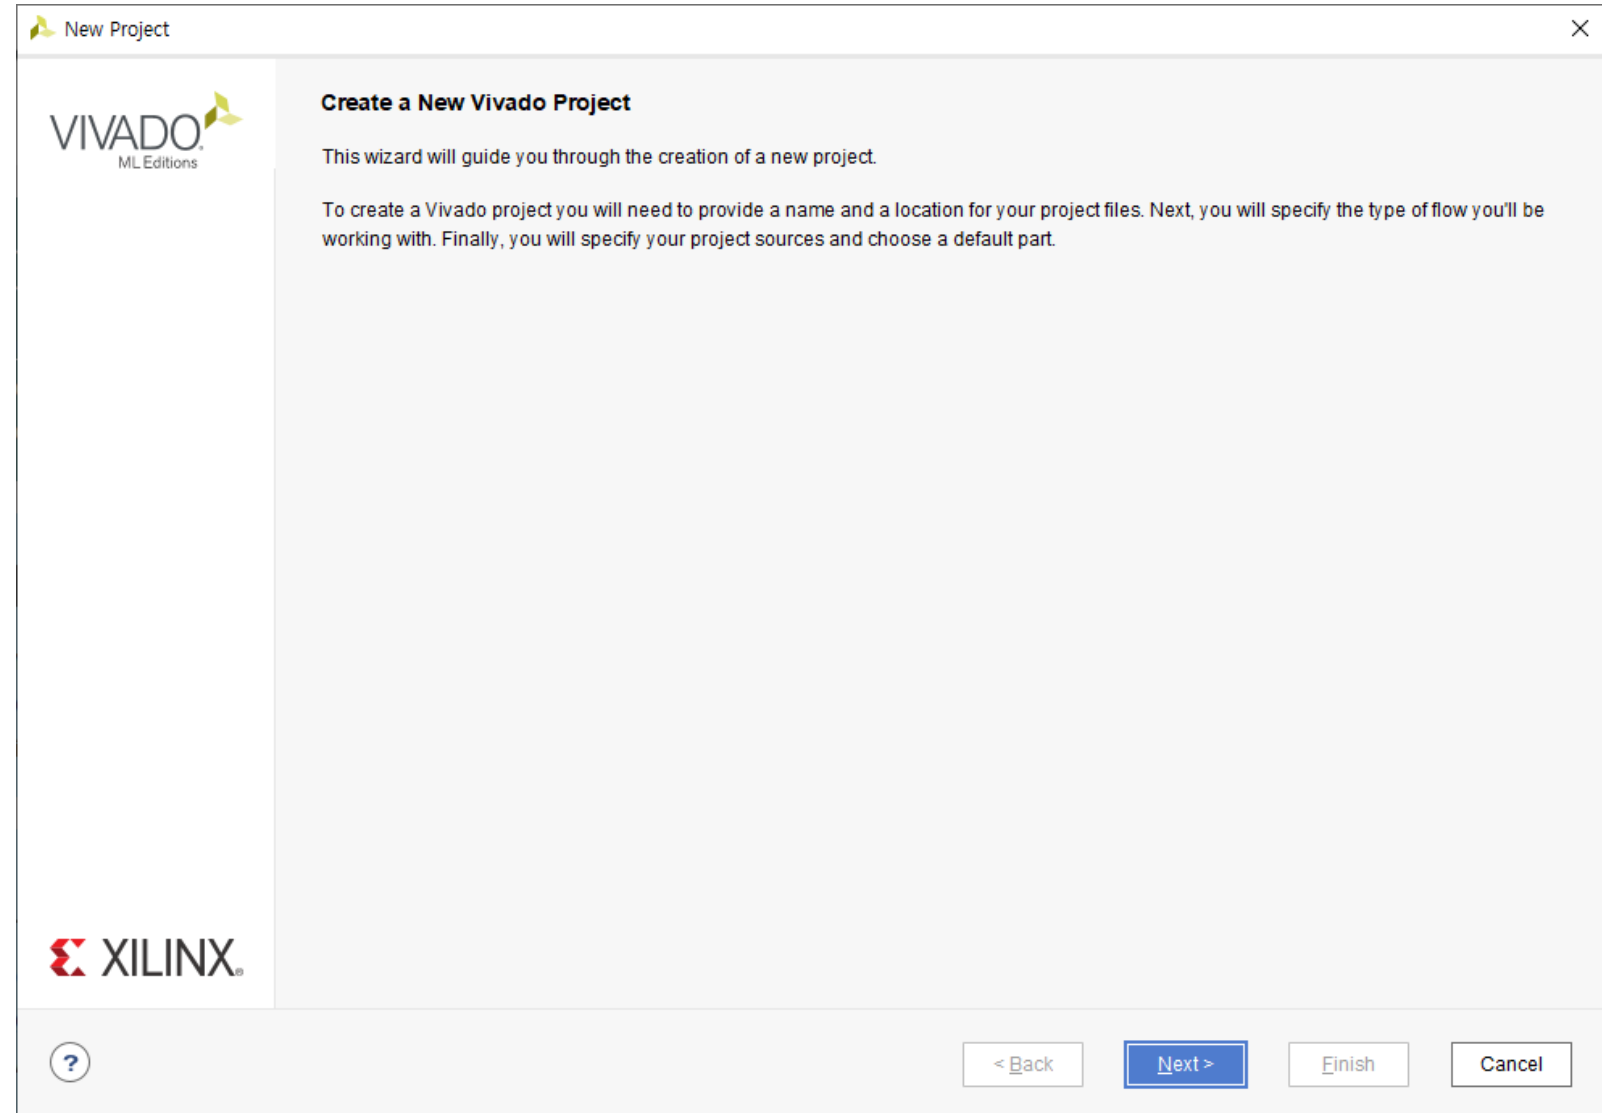 New Project
VIVADO
ML Editions
Create a New Vivado Project
This wizard will guide you through the creation of a new project.
To create a Vivado project you will need to provide a name and a location for your project files. Next, you will specify the type of flow you'll be
working with. Finally, you will specify your project sources and choose a default part.
XILINX
?
< Back
Next >
Finish
Cancel